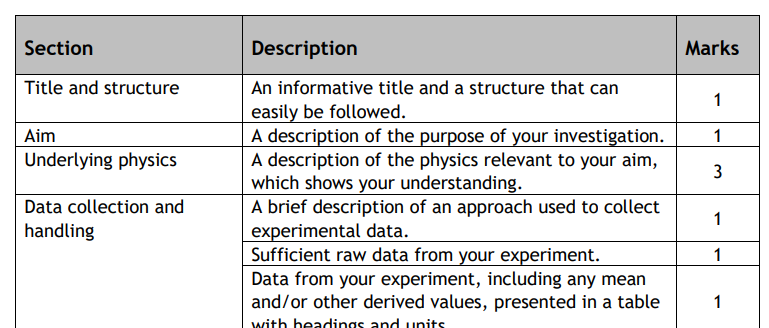 Section Description Marks
Title and structure An informative title and a structure that can
easily be followed. 1
Aim A description of the purpose of your investigation. 1
Underlying physics A description of the physics relevant to your aim,
which shows your understanding. 3
Data collection and A brief description of an approach used to collect
handling experimental data. 1
Sufficient raw data from your experiment. 1
Data from your experiment, including any mean
and/or other derived values, presented in a table 1
with headings and units